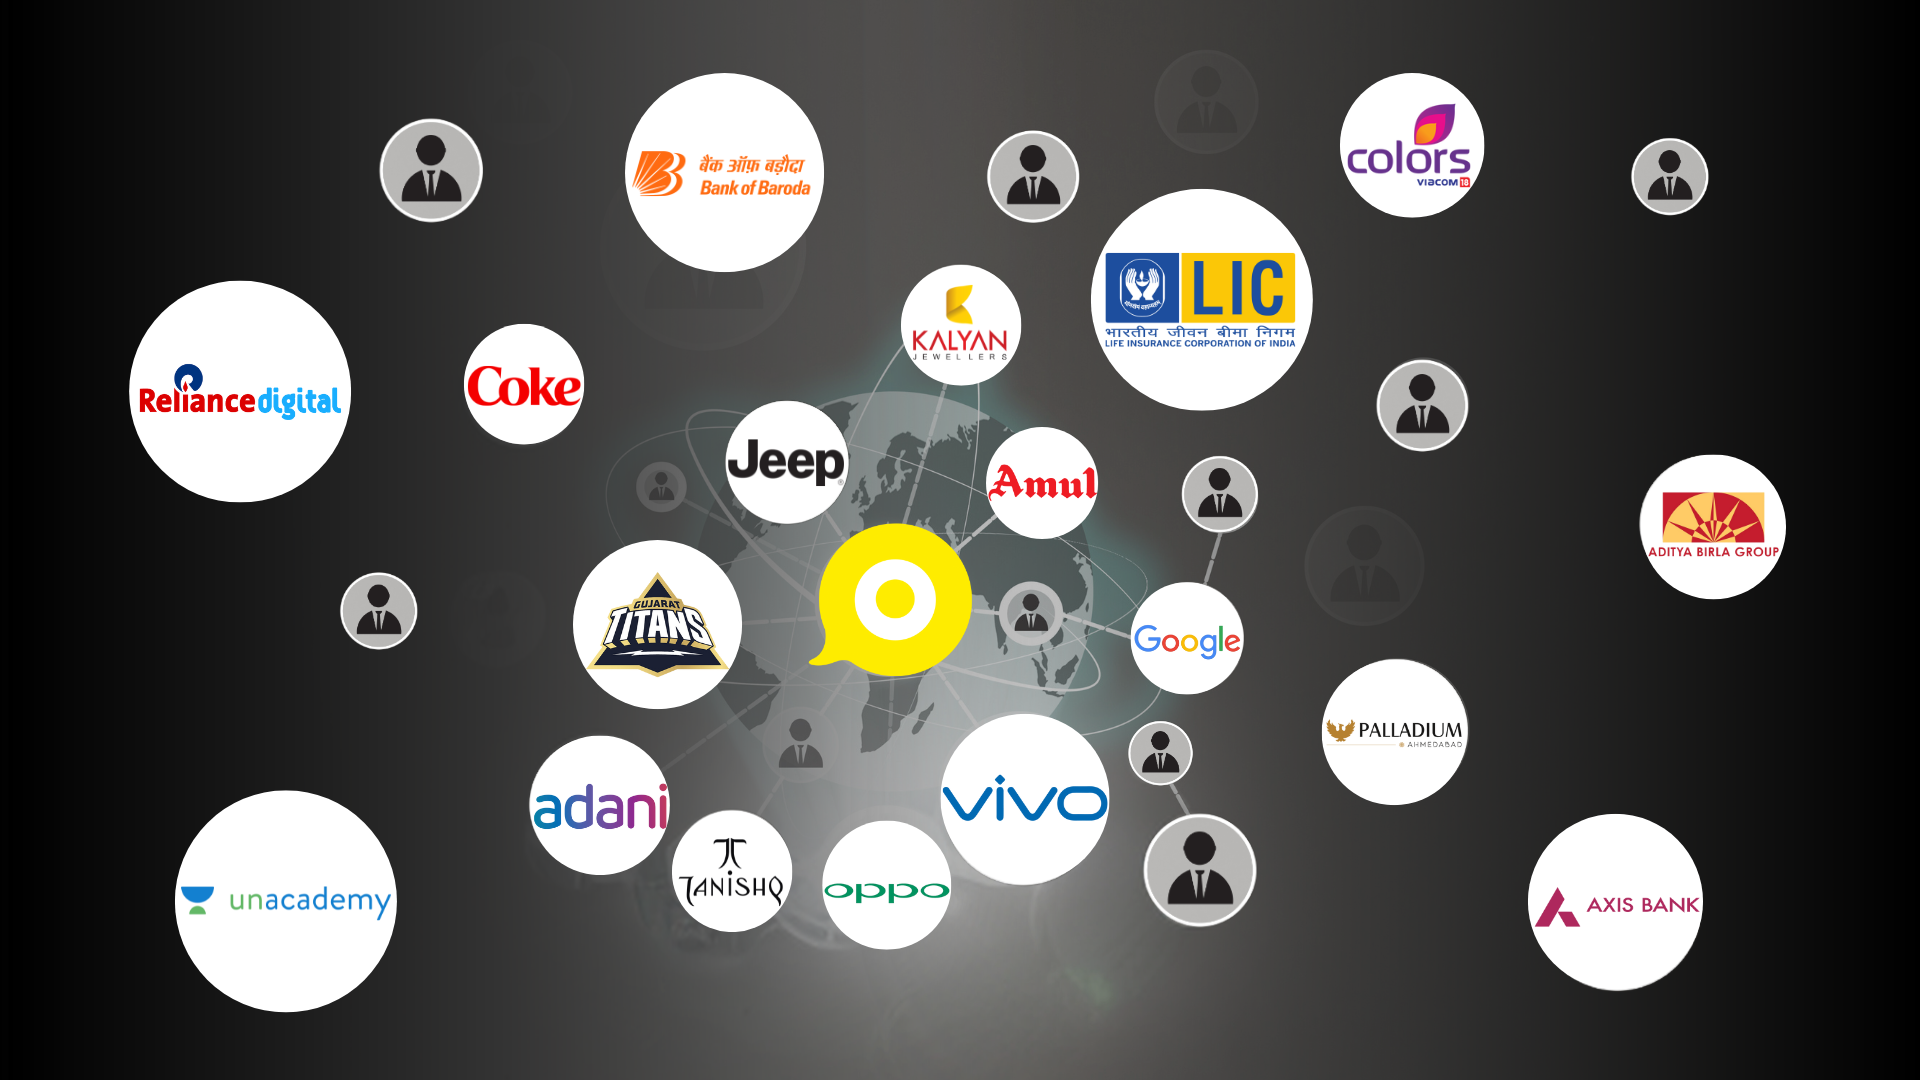 बैंक ऑफ़ बड़ौदा
Bank of Baroda
colors
VIACOM18
KALYAN
JEWELLERS
LIC
भारतीय जीवन बीमा निगम
LIFE INSURANCE CORPORATION OF INDIA
Reliance digital
Coke
Jeep
Amul
ADITYA BIRLA GROUP
GUJARAT
TITANS
Google
PALLADIUM
AHMEDABAD
adani
vivo
TANISHQ
oppo
unacademy
AXIS BANK